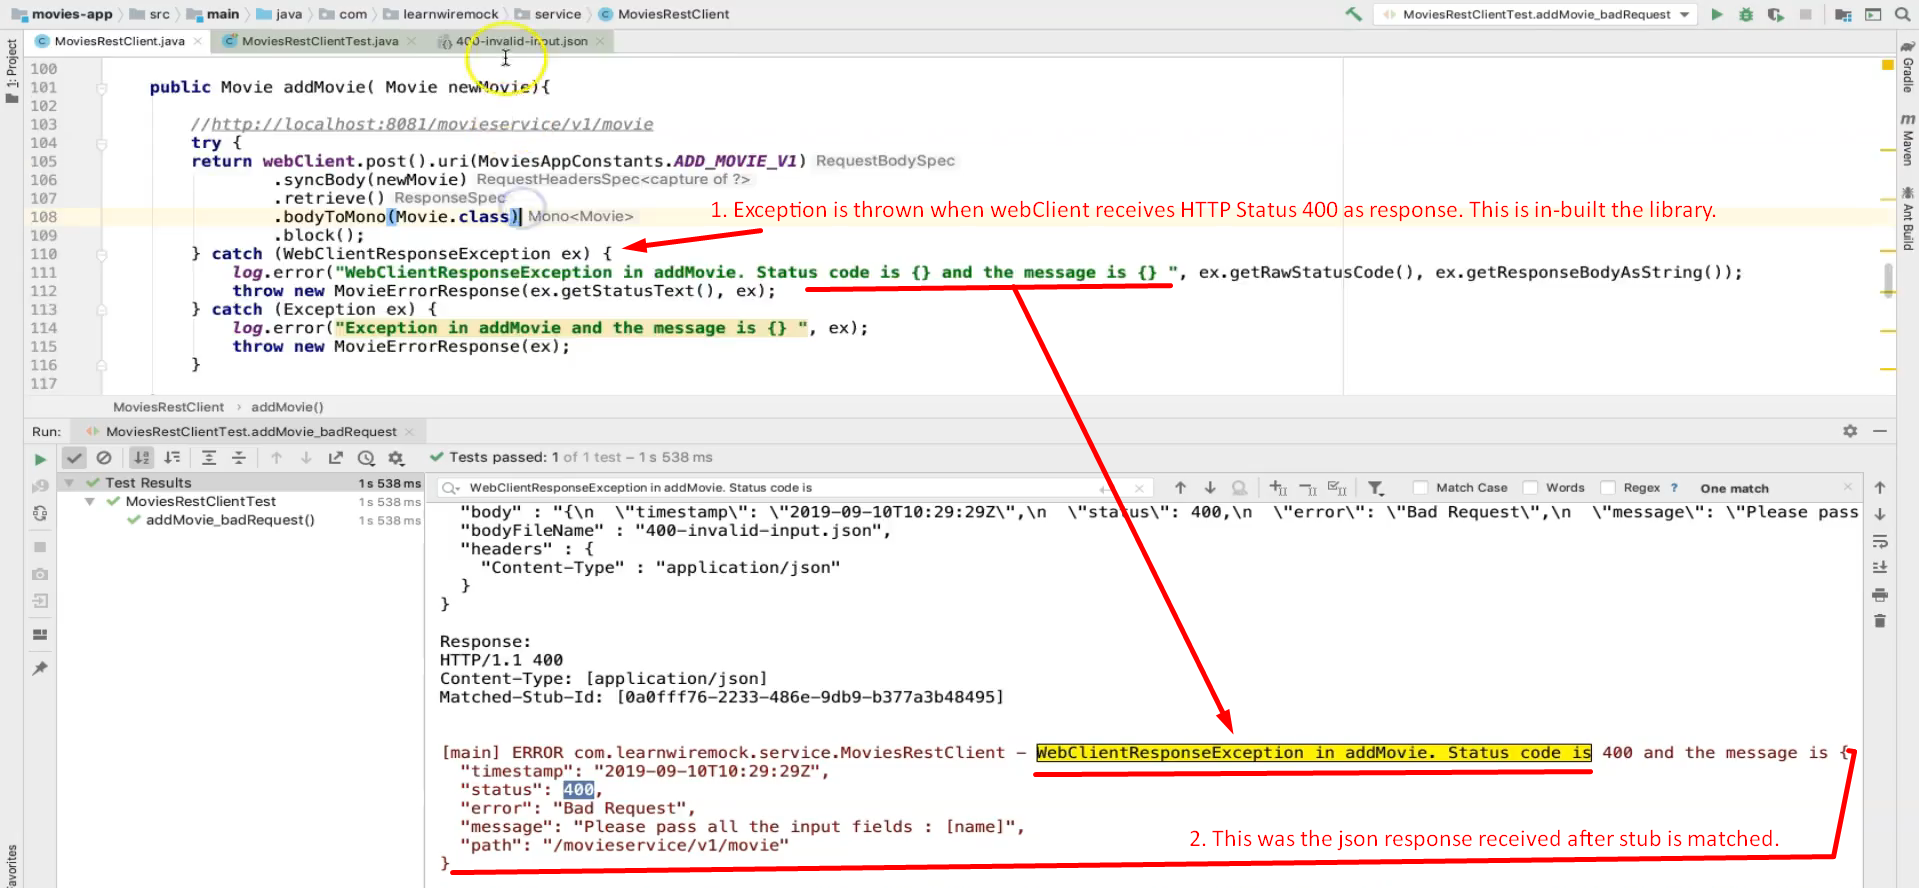 movies-app src main java com learnwiremock service MoviesRestClient MoviesRestClientTest.addMovie_badRequest
MoviesRestClient.java MoviesRestClientTest.java 400-invalid-input.json
1: Project
Gradle
Maven
Ant Build
100
101 public Movie addMovie( Movie newMovie){
102
103 //http://localhost:8081/movieservice/v1/movie
104 try {
105 return webClient.post().uri(MoviesAppConstants.ADD_MOVIE_V1) RequestBodySpec
106 .syncBody(newMovie) RequestHeadersSpec<capture of ?>
107 .retrieve() ResponseSpec
108 .bodyToMono(Movie.class) Mono<Movie>
1. Exception is thrown when webClient receives HTTP Status 400 as response. This is in-built the library.
109 .block();
110 } catch (WebClientResponseException ex) {
111 log.error("WebClientResponseException in addMovie. Status code is {} and the message is {} ", ex.getRawStatusCode(), ex.getResponseBodyAsString());
112 throw new MovieErrorResponse(ex.getStatusText(), ex);
113 } catch (Exception ex) {
114 log.error("Exception in addMovie and the message is {} ", ex);
115 throw new MovieErrorResponse(ex);
116 }
117
MoviesRestClient › addMovie()
Run: MoviesRestClientTest.addMovie_badRequest
Tests passed: 1 of 1 test – 1 s 538 ms
Test Results 1 s 538 ms
MoviesRestClientTest 1 s 538 ms
addMovie_badRequest() 1 s 538 ms
WebClientResponseException in addMovie. Status code is Match Case Words Regex ? One match
"body" : "{\n  \"timestamp\": \"2019-09-10T10:29:29Z\",\n  \"status\": 400,\n  \"error\": \"Bad Request\",\n  \"message\": \"Please pass
"bodyFileName" : "400-invalid-input.json",
"headers" : {
"Content-Type" : "application/json"
}
}
Response:
HTTP/1.1 400
Content-Type: [application/json]
Matched-Stub-Id: [0a0fff76-2233-486e-9db9-b377a3b48495]
[main] ERROR com.learnwiremock.service.MoviesRestClient – WebClientResponseException in addMovie. Status code is 400 and the message is {
"timestamp": "2019-09-10T10:29:29Z",
"status": 400,
"error": "Bad Request",
"message": "Please pass all the input fields : [name]",
"path": "/movieservice/v1/movie"
}
2. This was the json response received after stub is matched.